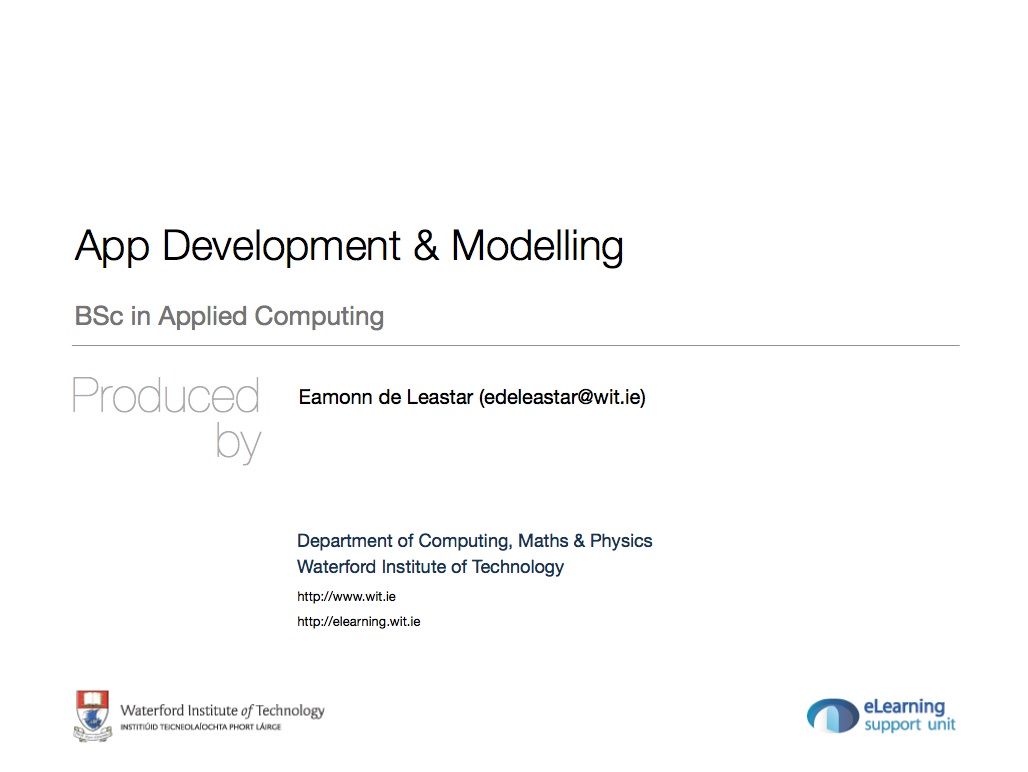 App Development & Modelling
BSc in Applied Computing
Produced
by
Eamonn de Leastar (edeleastar@wit.ie)
Department of Computing, Maths & Physics
Waterford Institute of Technology
http://www.wit.ie
http://elearning.wit.ie
Waterford Institute of Technology
INSTITIÚID TEICNEOLAÍOCHTA PHORT LÁIRGE
eLearning
support unit